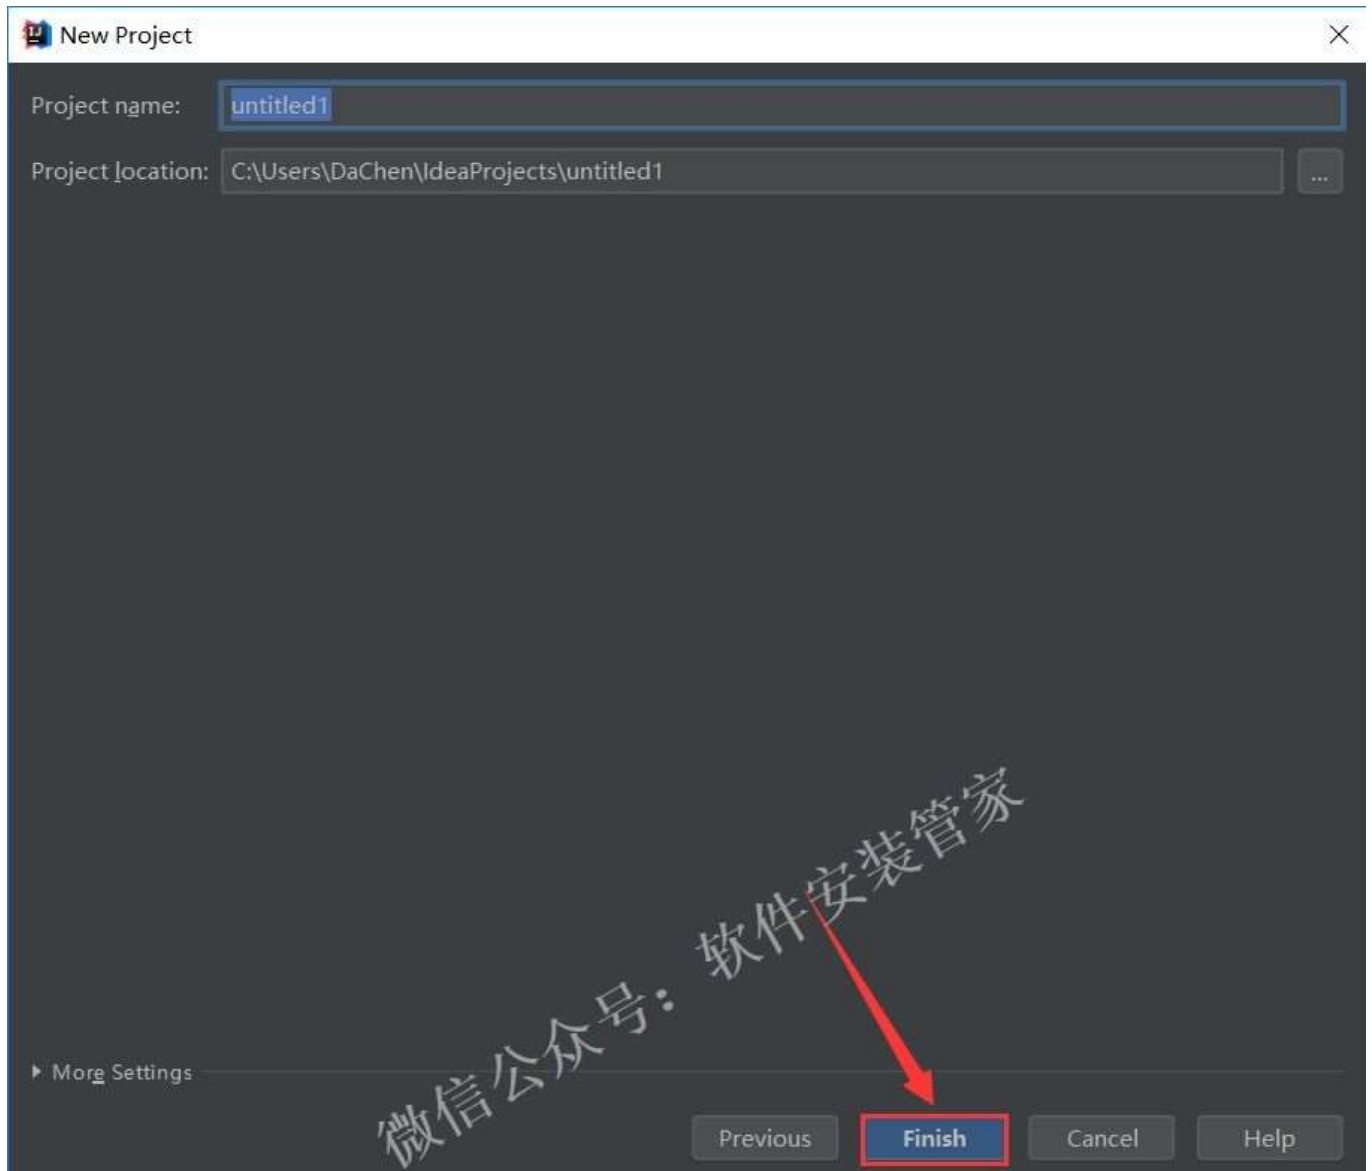 New Project
Project name: untitled1
Project location: C:\Users\DaChen\IdeaProjects\untitled1 ...
微信公众号：软件安装管家
More Settings
Previous Finish Cancel Help